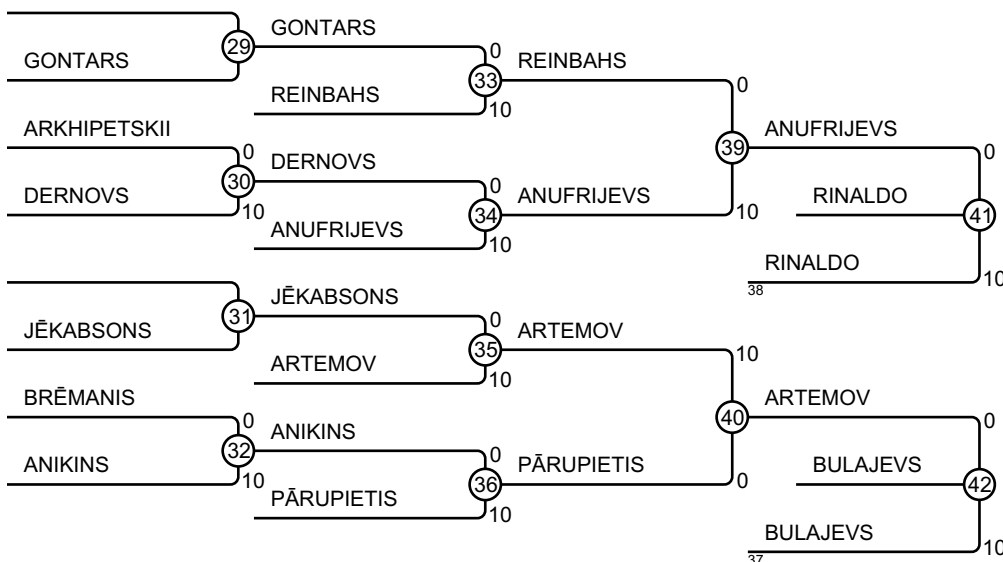 GONTARS
29
GONTARS
0
REINBAHS
33
REINBAHS
10
0
ARKHIPETSKII
0
ANUFRIJEVS
39
0
30
DERNOVS
DERNOVS
10
0
RINALDO
41
34
ANUFRIJEVS
10
ANUFRIJEVS
10
RINALDO
38
10
31
JĒKABSONS
JĒKABSONS
0
ARTEMOV
35
ARTEMOV
10
10
BRĒMANIS
0
ARTEMOV
40
0
32
ANIKINS
ANIKINS
10
0
PĀRUPIETIS
0
BULAJEVS
42
36
PĀRUPIETIS
10
BULAJEVS
37
10